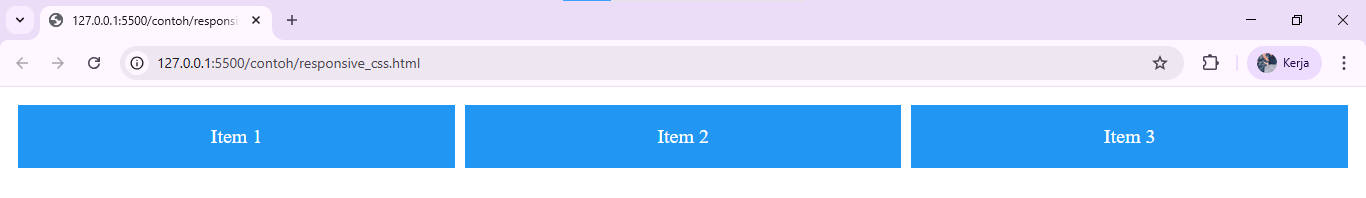 127.0.0.1:5500/contoh/responsi
127.0.0.1:5500/contoh/responsive_css.html
Kerja
Item 1
Item 2
Item 3